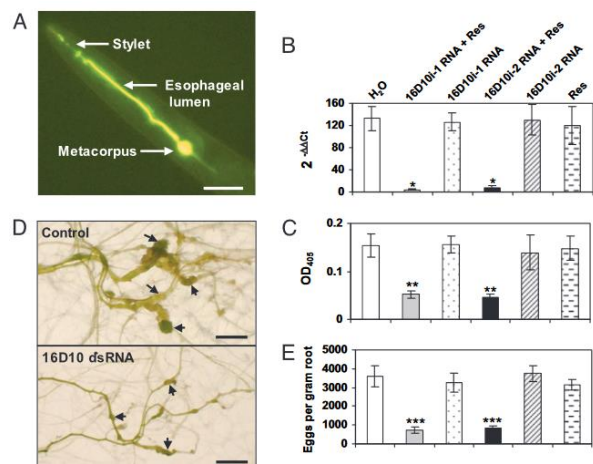 A
Stylet
Esophageal
lumen
Metacorpus
B
H₂O
16D10i-1 RNA + Res
16D10i-1 RNA
16D10i-2 RNA + Res
16D10i-2 RNA
Res
2 -ΔΔCt
160
120
80
40
0
*
*
C
OD₄₀₅
0.2
0.1
0
**
**
D
Control
16D10 dsRNA
E
Eggs per gram root
5000
4000
3000
2000
1000
0
***
***